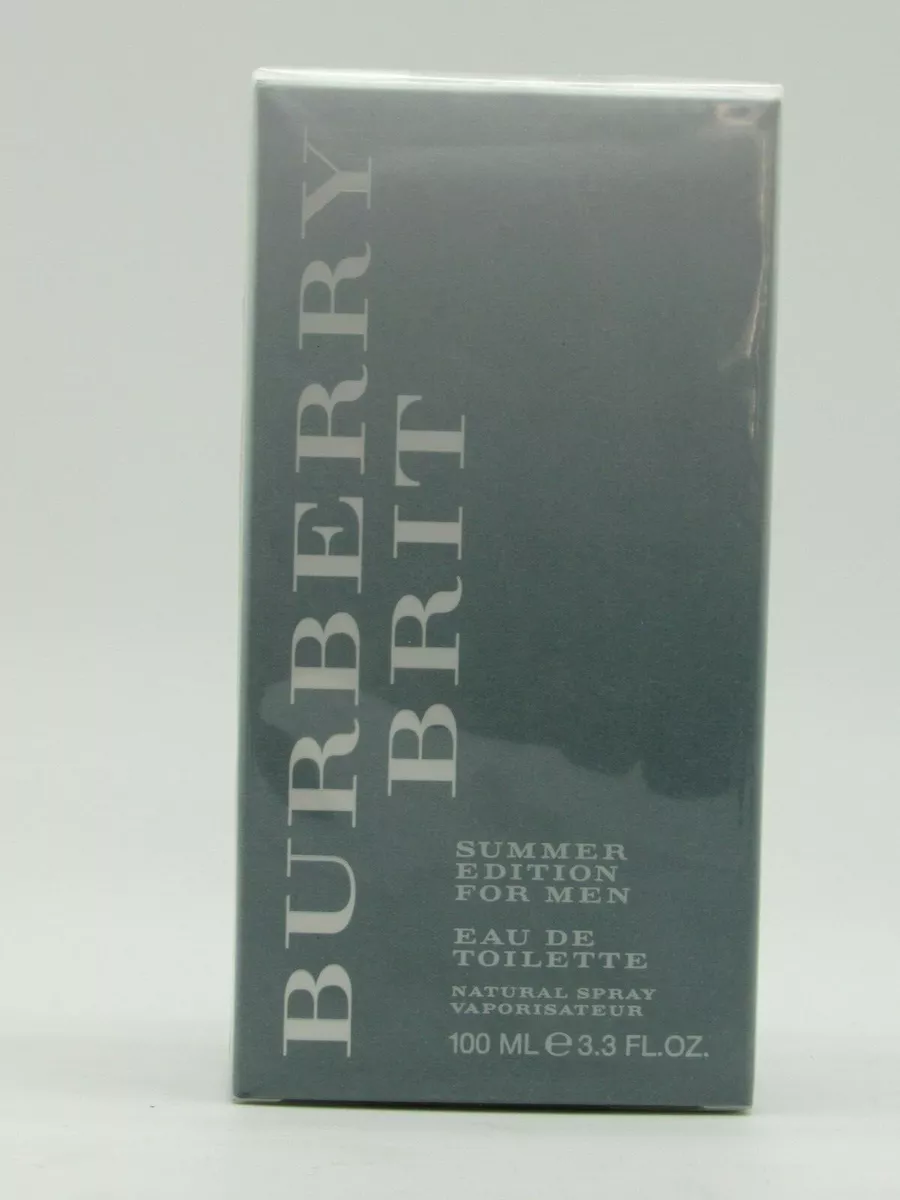 BURBERRY
BRIT
SUMMER
EDITION
FOR MEN
EAU DE
TOILETTE
NATURAL SPRAY
VAPORISATEUR
100 ML ℮ 3.3 FL.OZ.